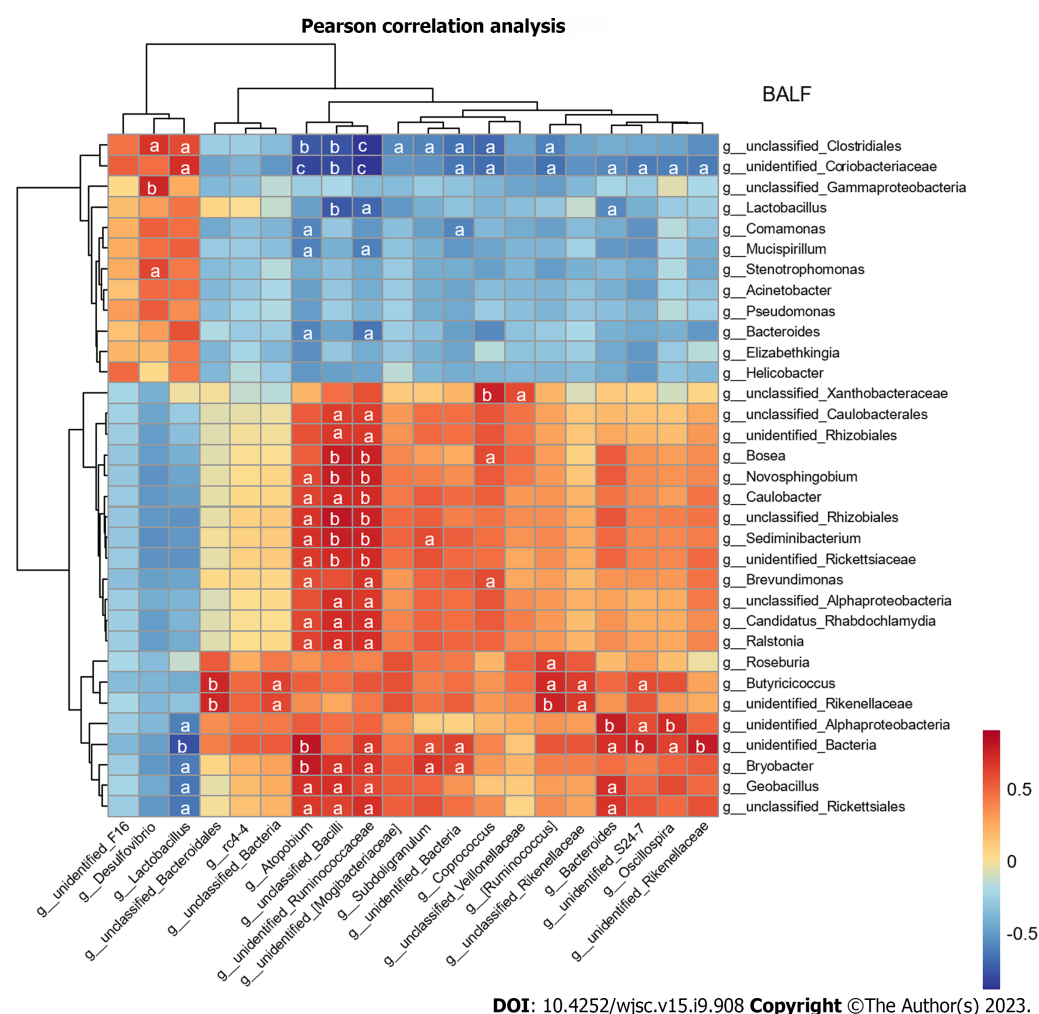 Pearson correlation analysis
BALF
a a b b c a a a a a g__unclassified_Clostridiales
a c b c a a a a a a a g__unidentified_Coriobacteriaceae
b g__unclassified_Gammaproteobacteria
b a a g__Lactobacillus
a a g__Comamonas
a a g__Mucispirillum
a g__Stenotrophomonas
g__Acinetobacter
g__Pseudomonas
a a g__Bacteroides
g__Elizabethkingia
g__Helicobacter
b a g__unclassified_Xanthobacteraceae
a a g__unclassified_Caulobacterales
a a g__unidentified_Rhizobiales
b b a g__Bosea
a b b g__Novosphingobium
a a b g__Caulobacter
a b b g__unclassified_Rhizobiales
a b b a g__Sediminibacterium
a b b g__unidentified_Rickettsiaceae
a a a g__Brevundimonas
a a g__unclassified_Alphaproteobacteria
a a a g__Candidatus_Rhabdochlamydia
a a a g__Ralstonia
a g__Roseburia
b a a a a g__Butyricicoccus
b a b a g__unidentified_Rikenellaceae
a b a b g__unidentified_Alphaproteobacteria
b b a a a a b a b g__unidentified_Bacteria
a b a a a a g__Bryobacter
a a a a a g__Geobacillus
a a a a a g__unclassified_Rickettsiales
0.5
0
-0.5
g__unidentified_F16
g__Desulfovibrio
g__Lactobacillus
g__unclassified_Bacteroidales
g__rc4-4
g__unclassified_Bacteria
g__Atopobium
g__unclassified_Bacilli
g__unidentified_Ruminococcaceae
g__unidentified_[Mogibacteriaceae]
g__Subdoligranulum
g__unidentified_Bacteria
g__Coprococcus
g__unclassified_Veillonellaceae
g__[Ruminococcus]
g__unclassified_Rikenellaceae
g__Bacteroides
g__unidentified_S24-7
g__Oscillospira
g__unidentified_Rikenellaceae
DOI: 10.4252/wjsc.v15.i9.908 Copyright ©The Author(s) 2023.